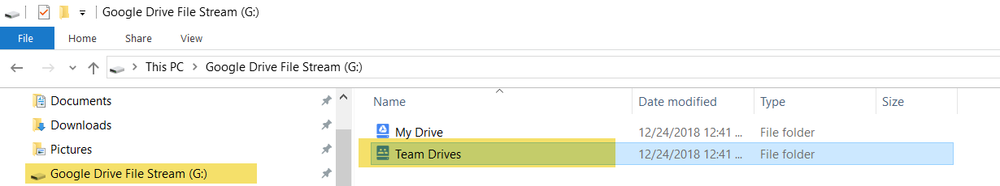 Google Drive File Stream (G:)
File Home Share View
This PC Google Drive File Stream (G:)
Documents
Downloads
Pictures
Google Drive File Stream (G:)
Name Date modified Type Size
My Drive 12/24/2018 12:41 ... File folder
Team Drives 12/24/2018 12:41 ... File folder